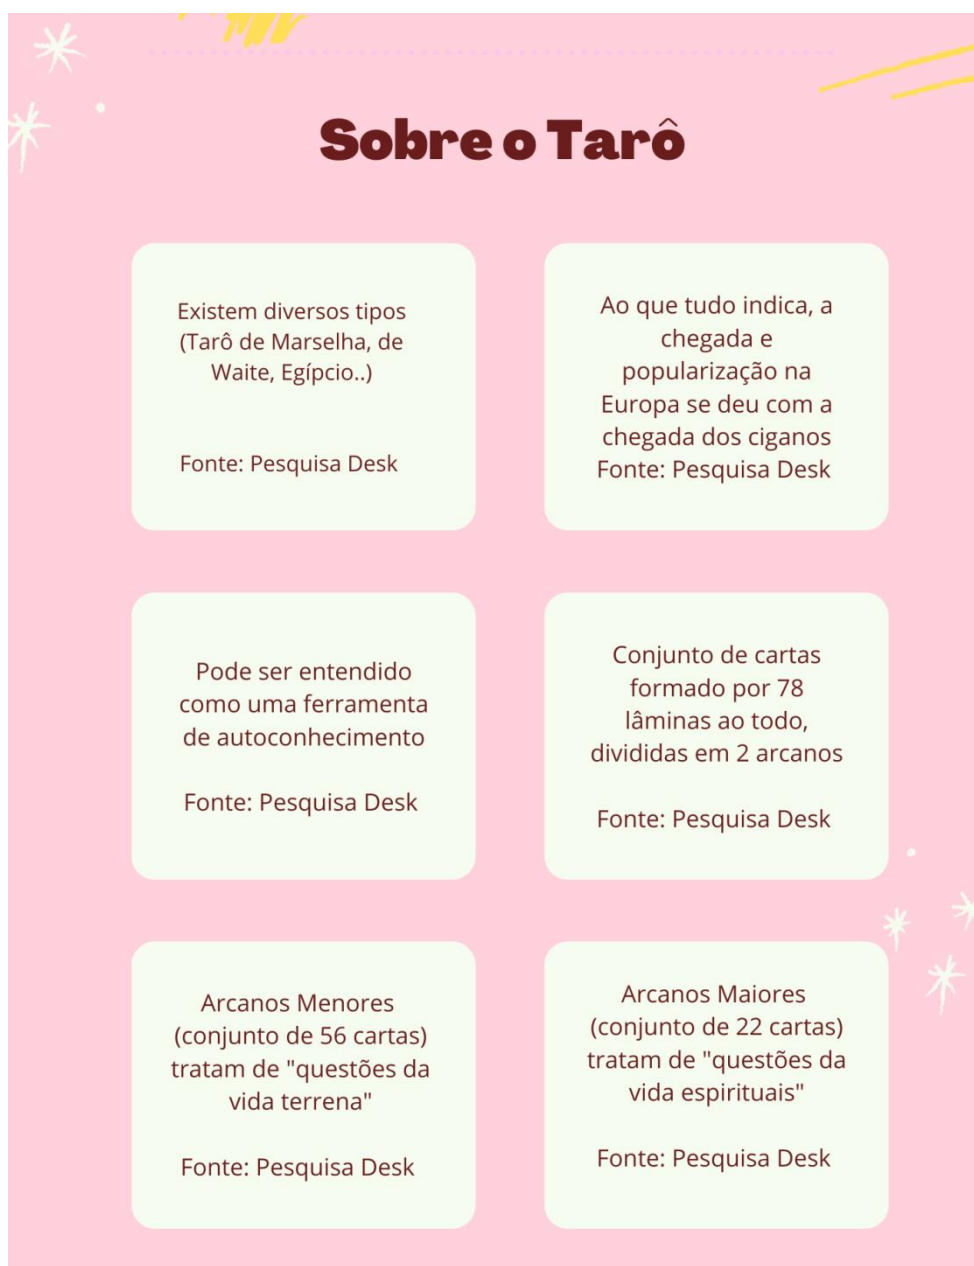 Sobre o Tarô
Existem diversos tipos
(Tarô de Marselha, de
Waite, Egípcio..)
Fonte: Pesquisa Desk
Ao que tudo indica, a
chegada e
popularização na
Europa se deu com a
chegada dos ciganos
Fonte: Pesquisa Desk
Pode ser entendido
como uma ferramenta
de autoconhecimento
Fonte: Pesquisa Desk
Conjunto de cartas
formado por 78
lâminas ao todo,
divididas em 2 arcanos
Fonte: Pesquisa Desk
Arcanos Menores
(conjunto de 56 cartas)
tratam de "questões da
vida terrena"
Fonte: Pesquisa Desk
Arcanos Maiores
(conjunto de 22 cartas)
tratam de "questões da
vida espirituais"
Fonte: Pesquisa Desk